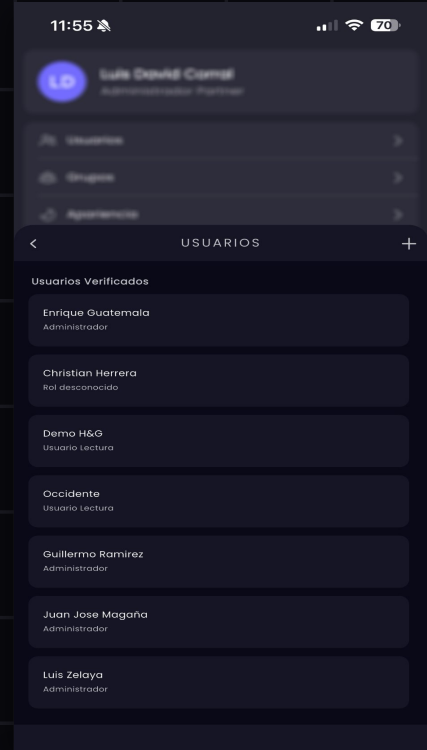 11:55
70
LD
Luis David Corral
Administrador Partner
Usuarios
Grupos
Apariencia
USUARIOS
Usuarios Verificados
Enrique Guatemala
Administrador
Christian Herrera
Rol desconocido
Demo H&G
Usuario Lectura
Occidente
Usuario Lectura
Guillermo Ramirez
Administrador
Juan Jose Magaña
Administrador
Luis Zelaya
Administrador